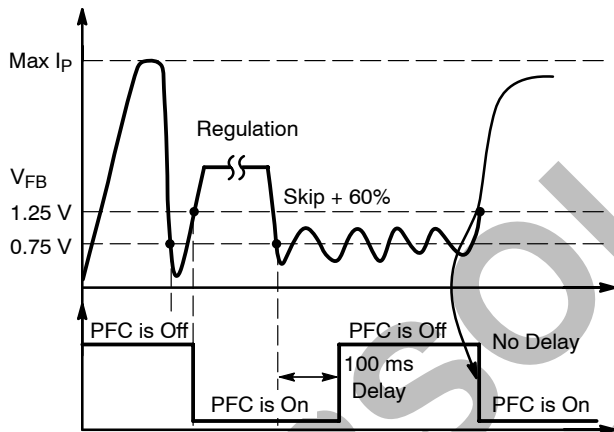 Max IP
Regulation
VFB
Skip + 60%
1.25 V
0.75 V
PFC is Off
PFC is Off
No Delay
100 ms
Delay
PFC is On
PFC is On